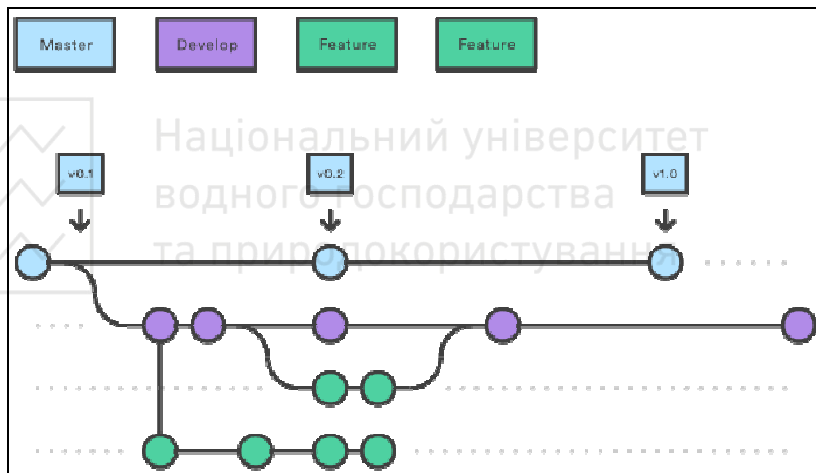 Master Develop Feature Feature
Національний університет
v0.1 v0.2 v1.0
водного господарства
та природокористування